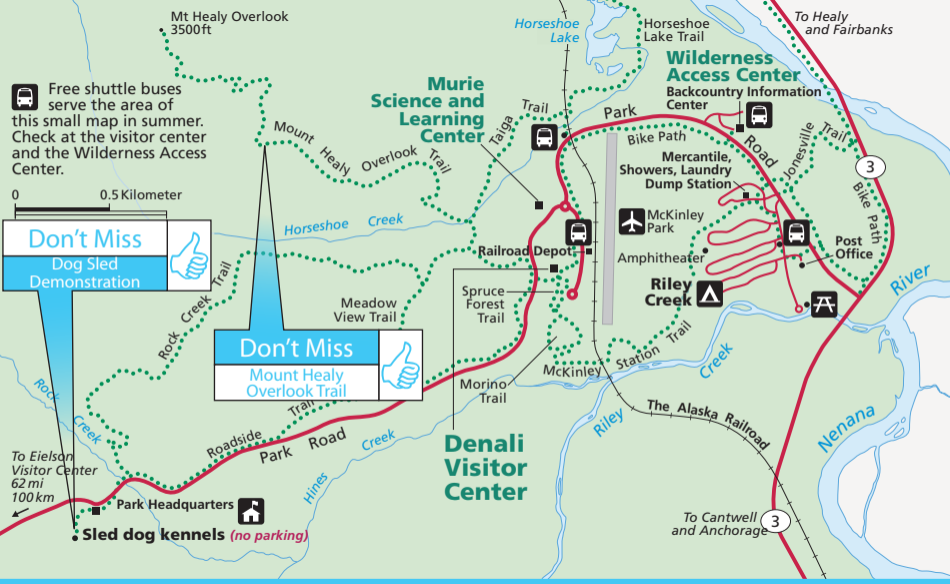 Mt Healy Overlook
3500ft
Horseshoe
Lake
Horseshoe
Lake Trail
To Healy
and Fairbanks
Wilderness
Access Center
Backcountry Information
Center
Free shuttle buses
serve the area of
this small map in summer.
Check at the visitor center
and the Wilderness Access
Center.
Murie
Science and
Learning
Center
Taiga
Trail
Park
Road
Bike Path
Jonesville
Trail
3
Bike Path
Mount
Healy
Overlook
Trail
Mercantile,
Showers, Laundry
Dump Station
0
0.5 Kilometer
Don't Miss
Dog Sled
Demonstration
Horseshoe Creek
McKinley
Park
Railroad Depot
Amphitheater
Post
Office
Riley
Creek
River
Rock Creek Trail
Meadow
View Trail
Spruce
Forest
Trail
Don't Miss
Mount Healy
Overlook Trail
McKinley
Station Trail
Morino
Trail
Creek
Riley
Nenana
The Alaska Railroad
Rock
Creek
Roadside
Trail
Park Road
Hines
Creek
Denali
Visitor
Center
To Eielson
Visitor Center
62 mi
100 km
Park Headquarters
Sled dog kennels (no parking)
To Cantwell
and Anchorage
3